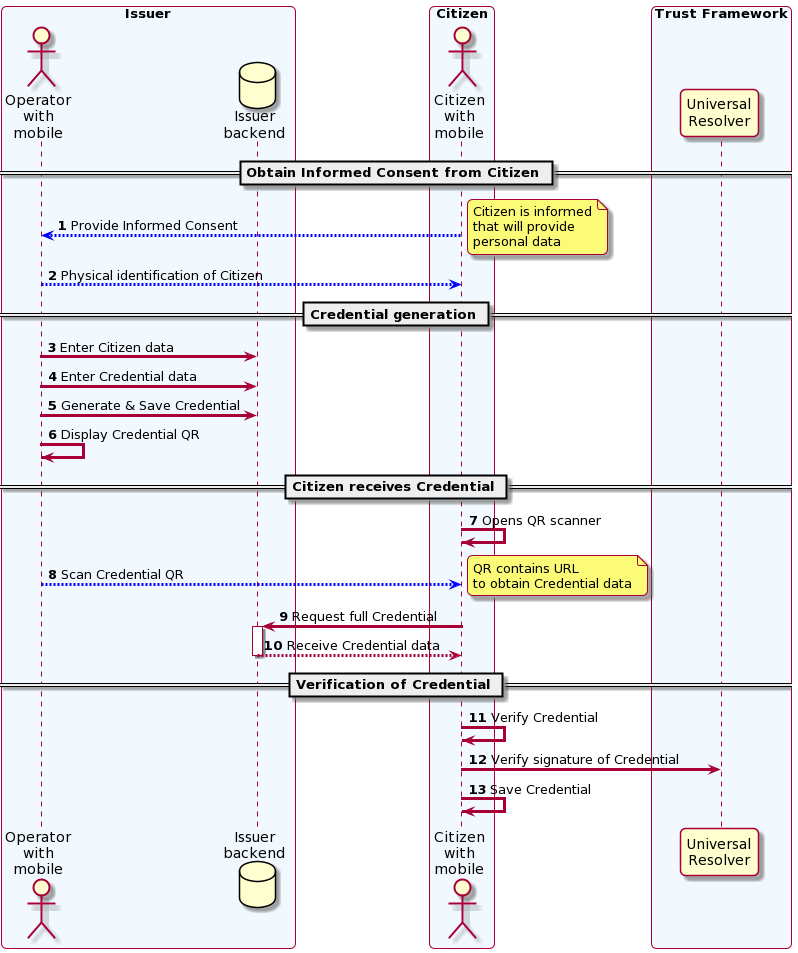 Issuer
Citizen
Trust Framework
Operator
with
mobile
Issuer
backend
Citizen
with
mobile
Universal
Resolver
Obtain Informed Consent from Citizen
Citizen is informed
that will provide
personal data
1 Provide Informed Consent
2 Physical identification of Citizen
Credential generation
3 Enter Citizen data
4 Enter Credential data
5 Generate & Save Credential
6 Display Credential QR
Citizen receives Credential
7 Opens QR scanner
8 Scan Credential QR
QR contains URL
to obtain Credential data
9 Request full Credential
10 Receive Credential data
Verification of Credential
11 Verify Credential
12 Verify signature of Credential
13 Save Credential
Operator
with
mobile
Issuer
backend
Citizen
with
mobile
Universal
Resolver